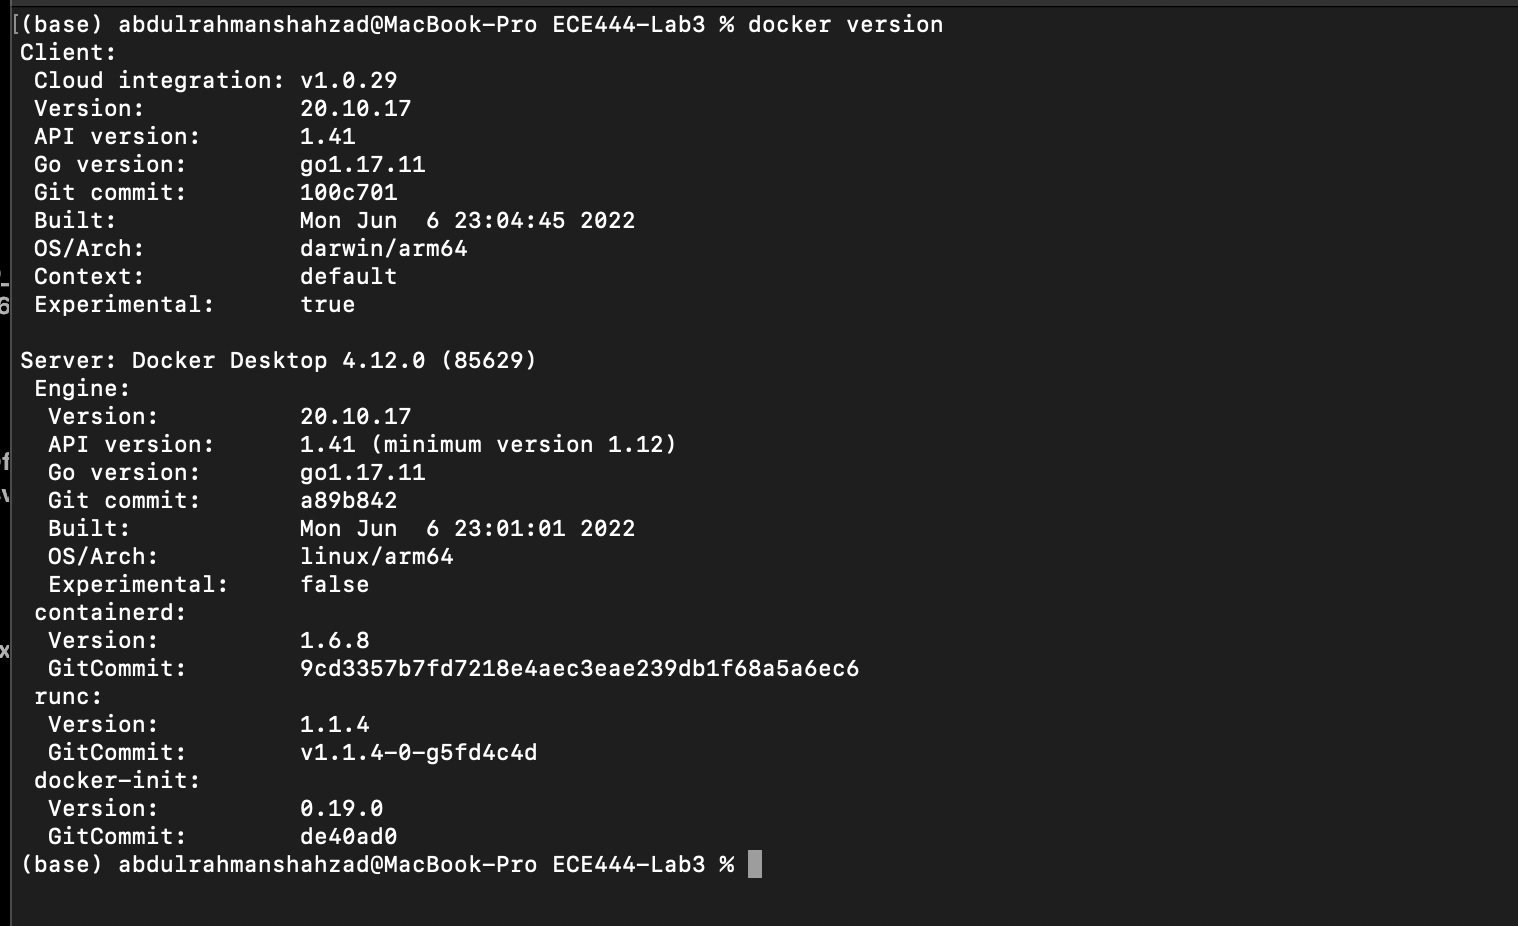 [(base) abdulrahmanshahzad@MacBook-Pro ECE444-Lab3 % docker version
Client:
 Cloud integration: v1.0.29
 Version:           20.10.17
 API version:       1.41
 Go version:        go1.17.11
 Git commit:        100c701
 Built:             Mon Jun  6 23:04:45 2022
 OS/Arch:           darwin/arm64
 Context:           default
 Experimental:      true

Server: Docker Desktop 4.12.0 (85629)
 Engine:
  Version:          20.10.17
  API version:      1.41 (minimum version 1.12)
  Go version:       go1.17.11
  Git commit:       a89b842
  Built:            Mon Jun  6 23:01:01 2022
  OS/Arch:          linux/arm64
  Experimental:     false
 containerd:
  Version:          1.6.8
  GitCommit:        9cd3357b7fd7218e4aec3eae239db1f68a5a6ec6
 runc:
  Version:          1.1.4
  GitCommit:        v1.1.4-0-g5fd4c4d
 docker-init:
  Version:          0.19.0
  GitCommit:        de40ad0
(base) abdulrahmanshahzad@MacBook-Pro ECE444-Lab3 %